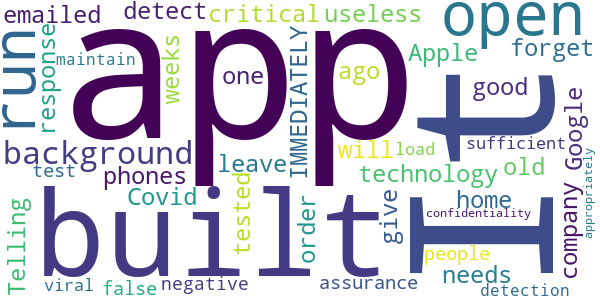 emailed
detect
critical
useless
open
run
response
maintain
weeks
app
one
IMMEDIATELY
ago
Apple
forget
good
t
background
test
phones
leave
will
load
sufficient
technology
old
company
Google
appropriately
Telling
built
Covid
tested
order
give
I
home
confidentiality
people
needs
viral
false
negative
assurance
detection